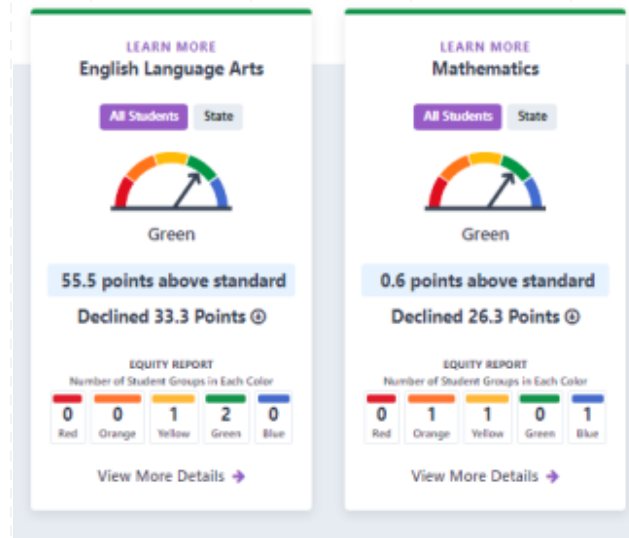 LEARN MORE
English Language Arts
All Students State
Green
55.5 points above standard
Declined 33.3 Points
EQUITY REPORT
Number of Student Groups in Each Color
0 0 1 2 0
Red Orange Yellow Green Blue
View More Details →
LEARN MORE
Mathematics
All Students State
Green
0.6 points above standard
Declined 26.3 Points
EQUITY REPORT
Number of Student Groups in Each Color
0 1 1 0 1
Red Orange Yellow Green Blue
View More Details →